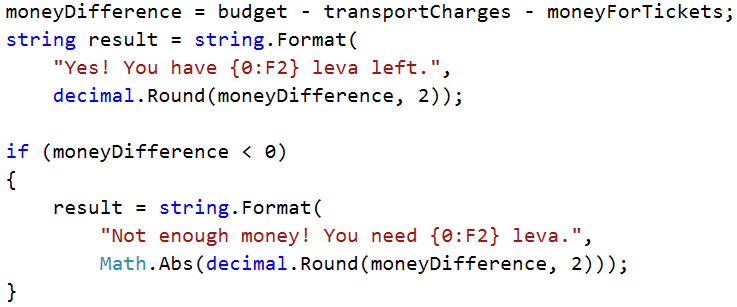 moneyDifference = budget - transportCharges - moneyForTickets;
string result = string.Format(
    "Yes! You have {0:F2} leva left.",
    decimal.Round(moneyDifference, 2));

if (moneyDifference < 0)
{
    result = string.Format(
        "Not enough money! You need {0:F2} leva.",
        Math.Abs(decimal.Round(moneyDifference, 2)));
}